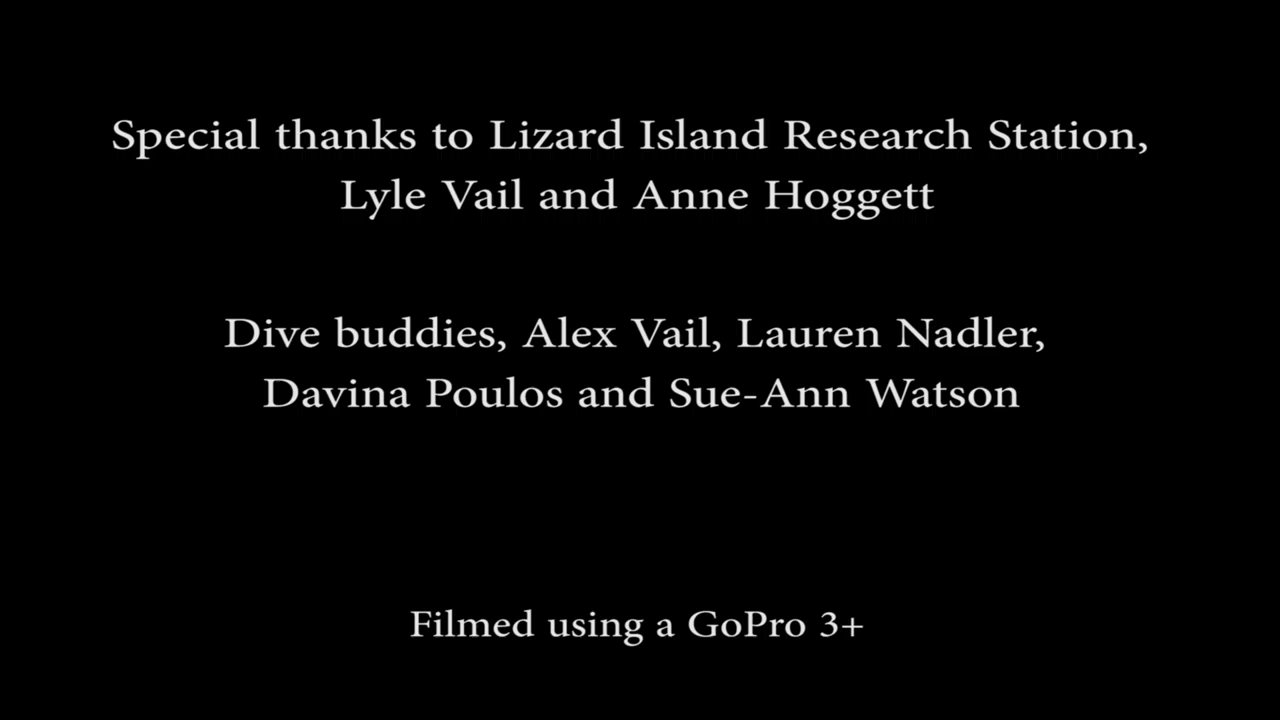 Special thanks to Lizard Island Research Station,
Lyle Vail and Anne Hoggett
Dive buddies, Alex Vail, Lauren Nadler,
Davina Poulos and Sue-Ann Watson
Filmed using a GoPro 3+